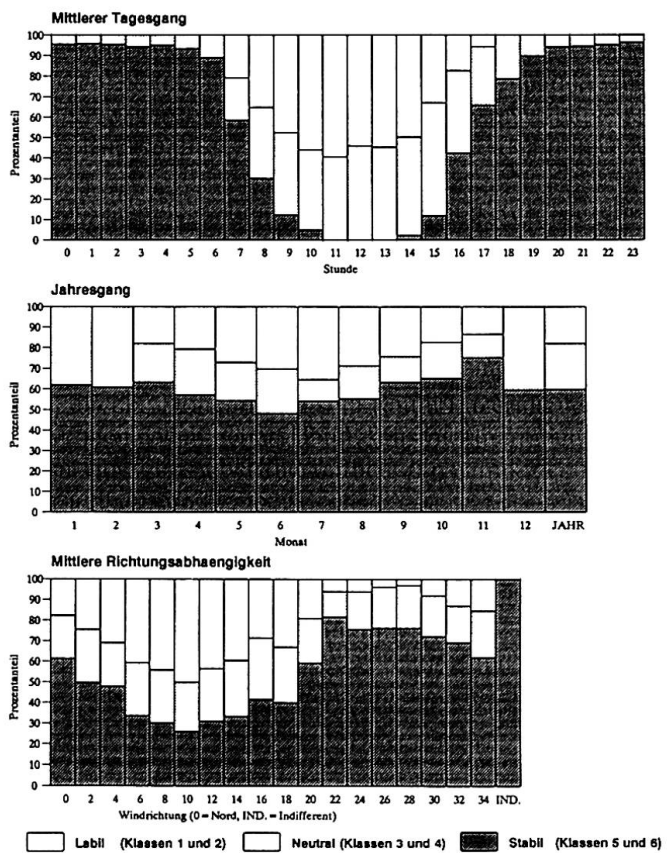 Mittlerer Tagesgang
100
90
80
70
60
50
40
30
20
10
0
Prozentanteil
0 1 2 3 4 5 6 7 8 9 10 11 12 13 14 15 16 17 18 19 20 21 22 23
Stunde
Jahresgang
100
90
80
70
60
50
40
30
20
10
0
Prozentanteil
1 2 3 4 5 6 7 8 9 10 11 12 JAHR
Monat
Mittlere Richtungsabhaengigkeit
100
90
80
70
60
50
40
30
20
10
0
Prozentanteil
0 2 4 6 8 10 12 14 16 18 20 22 24 26 28 30 32 34 IND.
Windrichtung (0 = Nord, IND. = Indifferent)
Labil (Klassen 1 und 2) Neutral (Klassen 3 und 4) Stabil (Klassen 5 und 6)